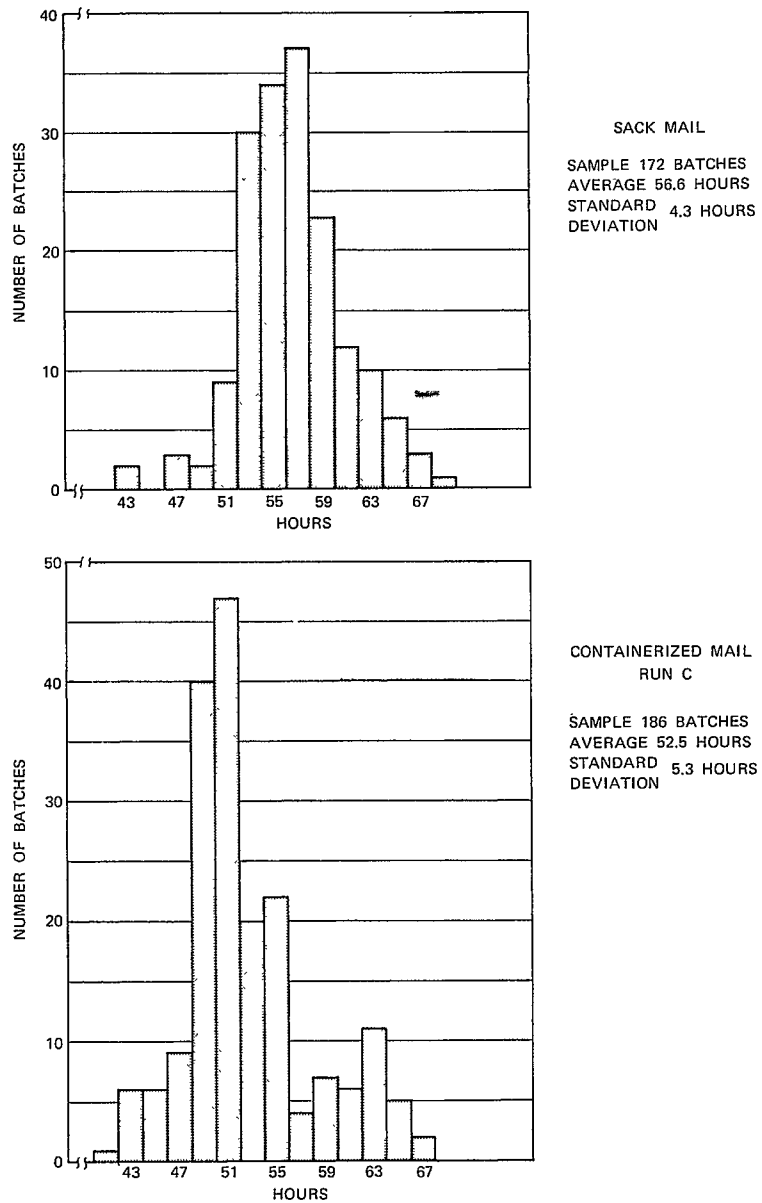 40
30
20
10
0
NUMBER OF BATCHES
43 47 51 55 59 63 67
HOURS
SACK MAIL
SAMPLE 172 BATCHES
AVERAGE 56.6 HOURS
STANDARD DEVIATION 4.3 HOURS
50
40
30
20
10
0
NUMBER OF BATCHES
43 47 51 55 59 63 67
HOURS
CONTAINERIZED MAIL
RUN C
SAMPLE 186 BATCHES
AVERAGE 52.5 HOURS
STANDARD DEVIATION 5.3 HOURS